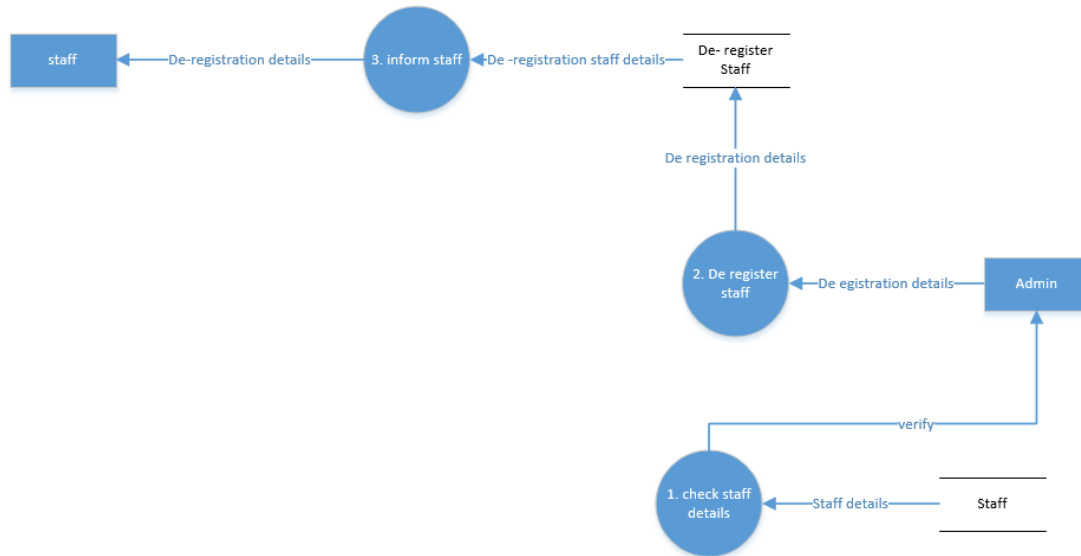 staff
De-registration details
3. inform staff
De -registration staff details
De- register
Staff
De registration details
2. De register
staff
De egistration details
Admin
verify
1. check staff
details
Staff details
Staff